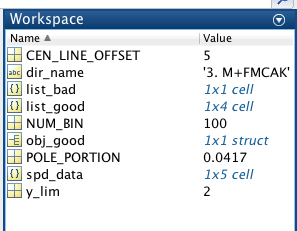 Workspace
Name Value
CEN_LINE_OFFSET 5
abc dir_name '3. M+FMCAK'
{} list_bad 1x1 cell
{} list_good 1x4 cell
NUM_BIN 100
obj_good 1x1 struct
POLE_PORTION 0.0417
{} spd_data 1x5 cell
y_lim 2